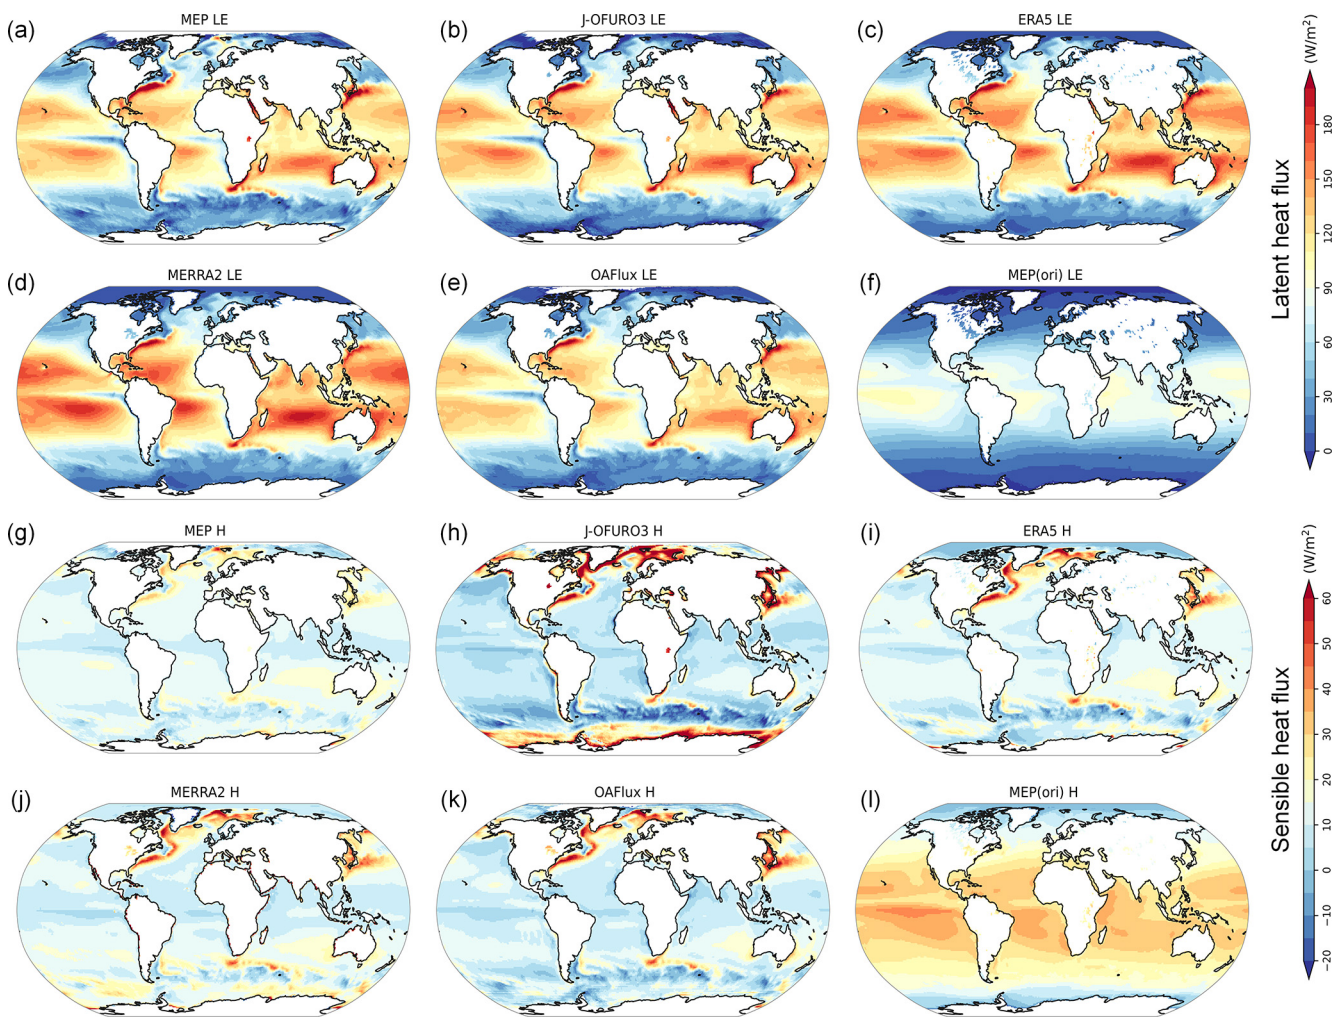 (a) MEP LE
(b) J-OFURO3 LE
(c) ERA5 LE
(d) MERRA2 LE
(e) OAFlux LE
(f) MEP(ori) LE
Latent heat flux
(W/m²)
180
150
120
90
60
30
0
(g) MEP H
(h) J-OFURO3 H
(i) ERA5 H
(j) MERRA2 H
(k) OAFlux H
(l) MEP(ori) H
Sensible heat flux
(W/m²)
60
50
40
30
20
10
0
−10
−20